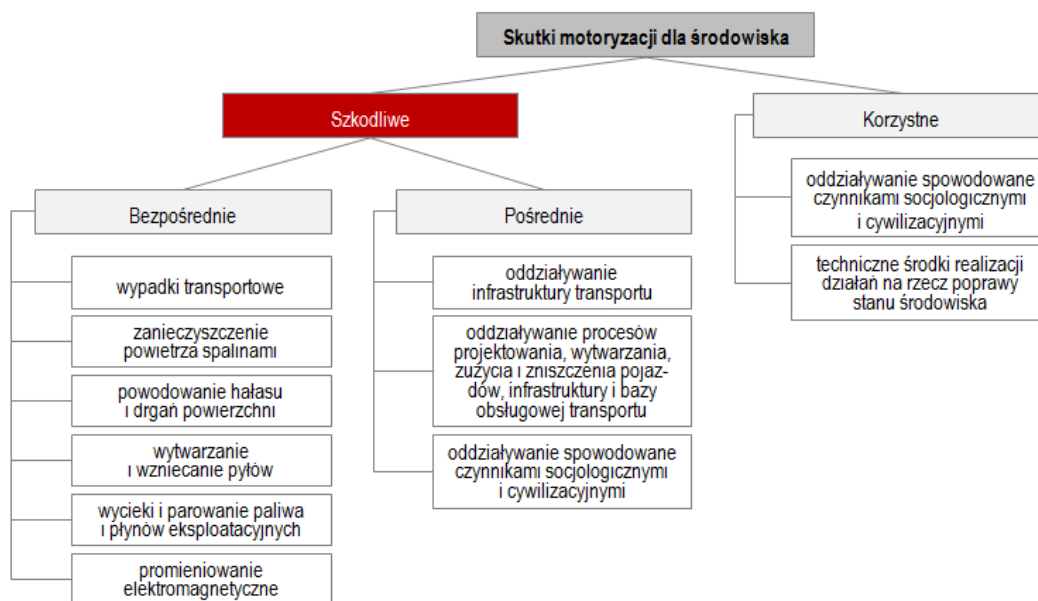 Skutki motoryzacji dla środowiska
Szkodliwe
Korzystne
Bezpośrednie
wypadki transportowe
zanieczyszczenie
powietrza spalinami
powodowanie hałasu
i drgań powierzchni
wytwarzanie
i wzniecanie pyłów
wycieki i parowanie paliwa
i płynów eksploatacyjnych
promieniowanie
elektromagnetyczne
Pośrednie
oddziaływanie
infrastruktury transportu
oddziaływanie procesów
projektowania, wytwarzania,
zużycia i zniszczenia pojaz-
dów, infrastruktury i bazy
obsługowej transportu
oddziaływanie spowodowane
czynnikami socjologicznymi
i cywilizacyjnymi
oddziaływanie spowodowane
czynnikami socjologicznymi
i cywilizacyjnymi
techniczne środki realizacji
działań na rzecz poprawy
stanu środowiska